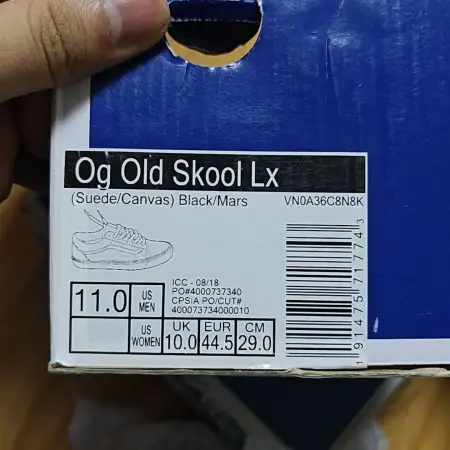 Og Old Skool Lx
(Suede/Canvas) Black/Mars VN0A36C8N8K
ICC - 08/18
PO#4000737340
CPSIA PO/CUT#
400073734000010
11.0 US MEN
US WOMEN
UK 10.0
EUR 44.5
CM 29.0
191475717743